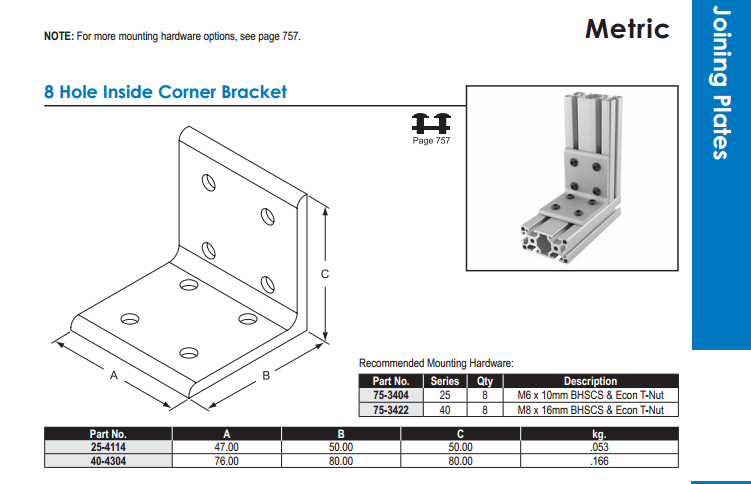 NOTE: For more mounting hardware options, see page 757.
Metric
Joining Plates
8 Hole Inside Corner Bracket
Page 757
C
A
B
Recommended Mounting Hardware:
Part No. Series Qty Description
75-3404 25 8 M6 x 10mm BHSCS & Econ T-Nut
75-3422 40 8 M8 x 16mm BHSCS & Econ T-Nut
Part No. A B C kg.
25-4114 47.00 50.00 50.00 .053
40-4304 76.00 80.00 80.00 .166